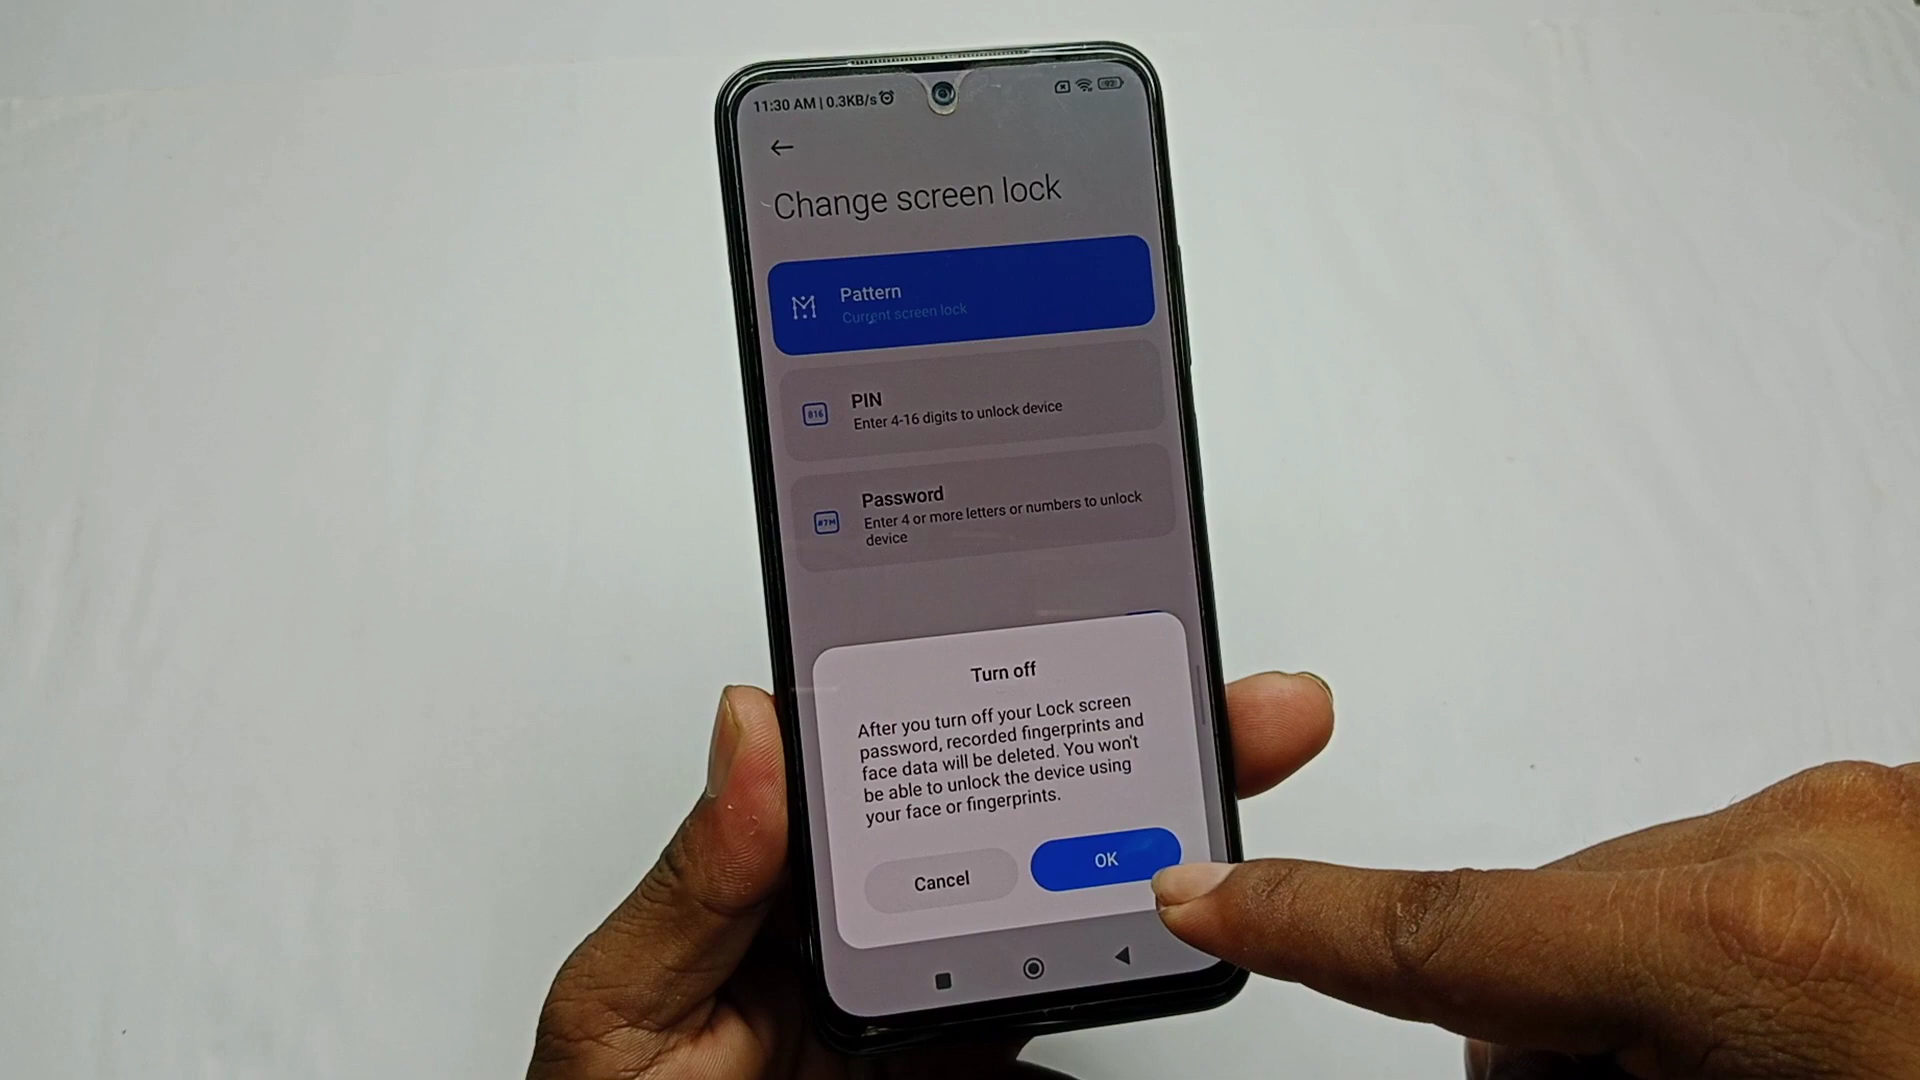 11:30 AM | 0.3KB/s
92
Change screen lock
Pattern
Current screen lock
816
PIN
Enter 4-16 digits to unlock device
#7M
Password
Enter 4 or more letters or numbers to unlock
device
Turn off
After you turn off your Lock screen
password, recorded fingerprints and
face data will be deleted. You won't
be able to unlock the device using
your face or fingerprints.
Cancel
OK